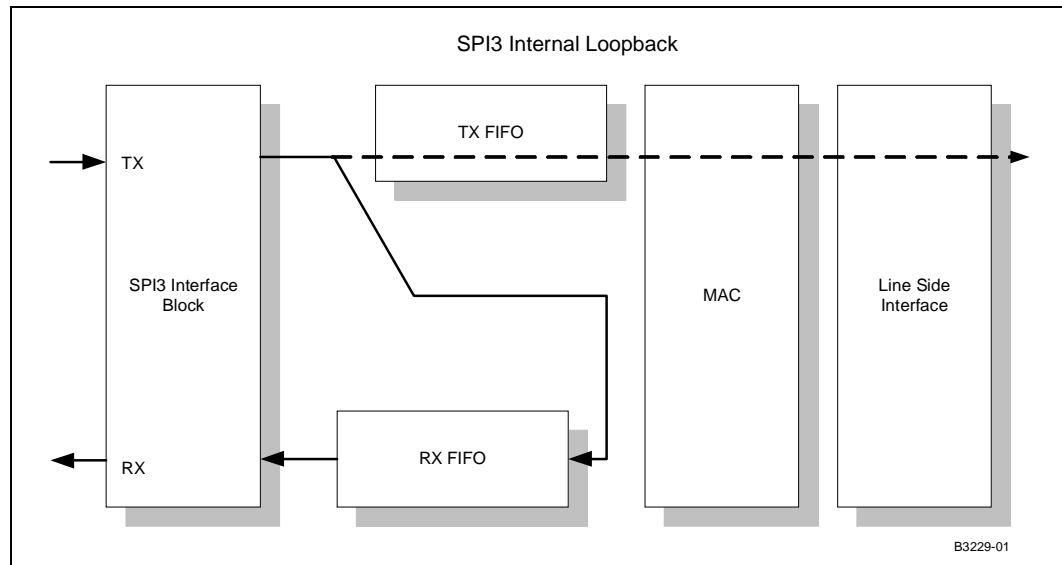 SPI3 Internal Loopback
TX FIFO
TX
SPI3 Interface
Block
MAC
Line Side
Interface
RX FIFO
RX
B3229-01